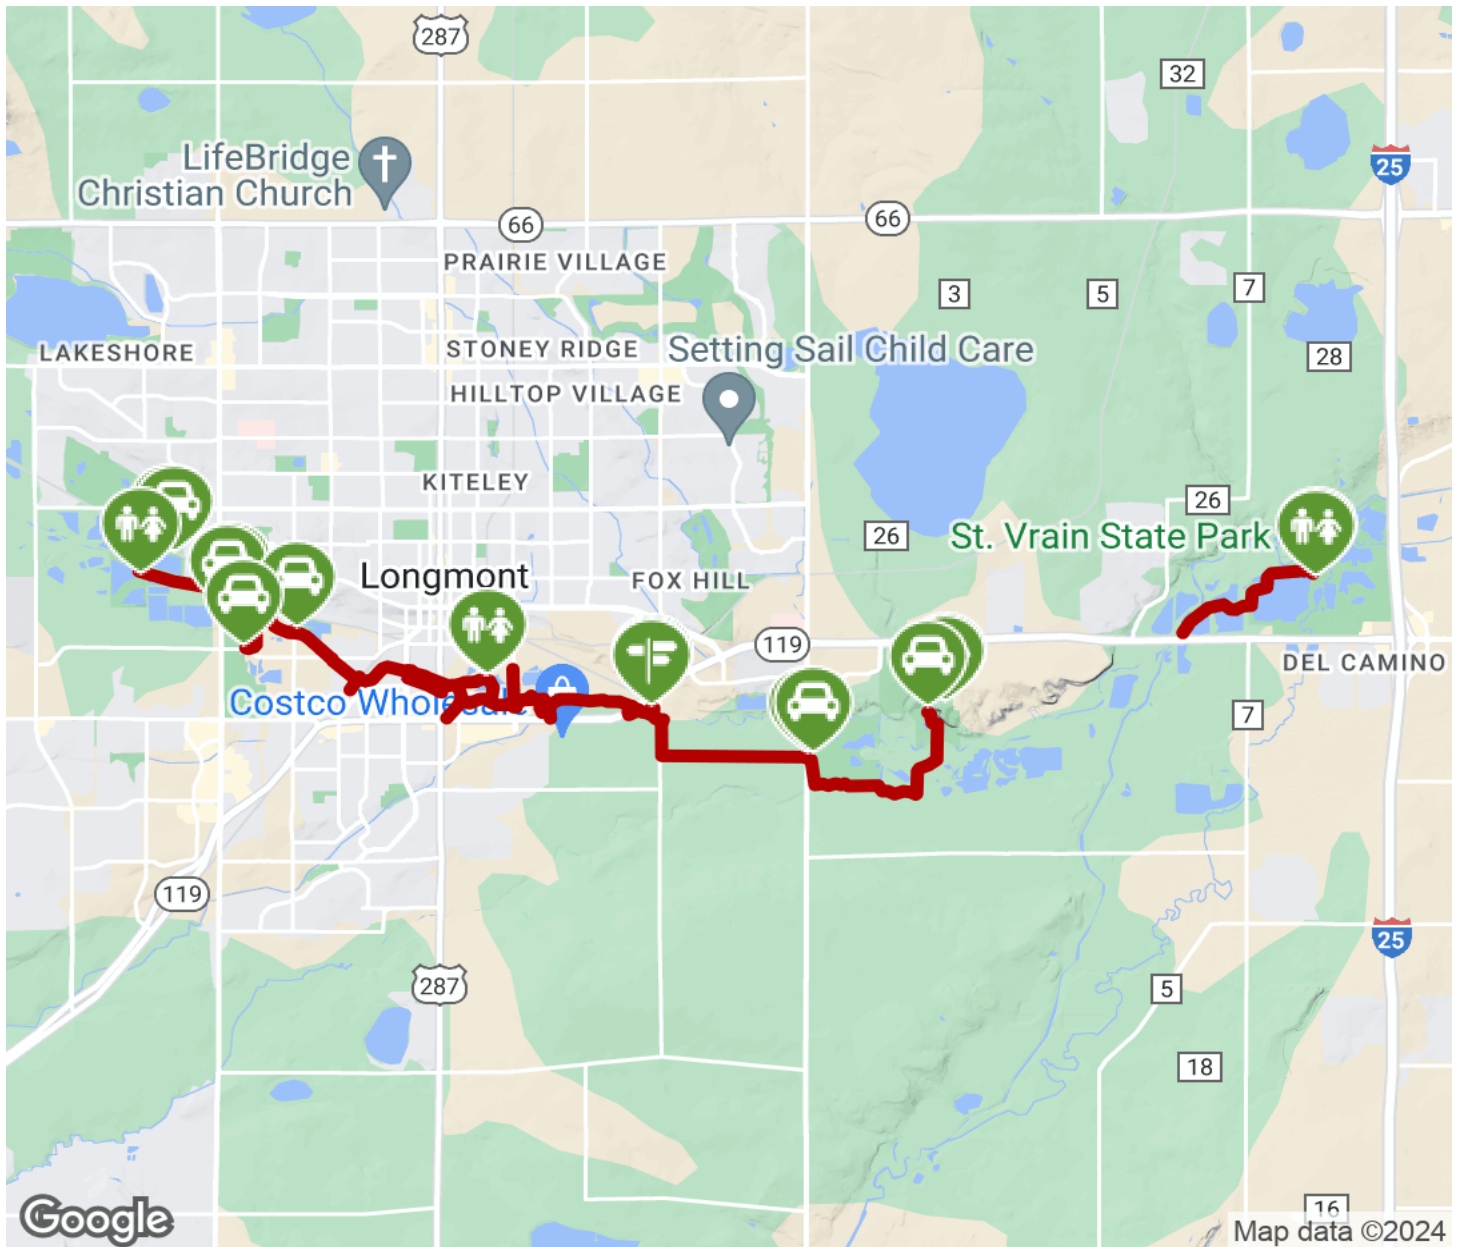 287
32
LifeBridge
Christian Church
25
66
66
PRAIRIE VILLAGE
3
5
7
LAKESHORE
STONEY RIDGE
Setting Sail Child Care
28
HILLTOP VILLAGE
KITELEY
26
26
St. Vrain State Park
Longmont
FOX HILL
119
DEL CAMINO
Costco Wholesale
7
119
25
287
5
18
16
Google
Map data ©2024